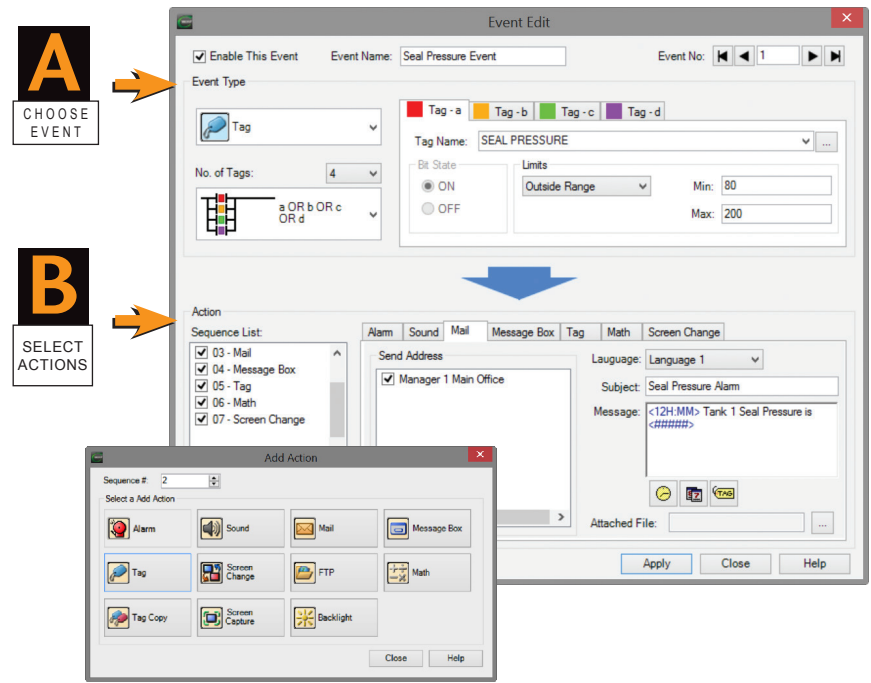 A
CHOOSE
EVENT
B
SELECT
ACTIONS
Event Edit
Enable This Event
Event Name:
Seal Pressure Event
Event No:
1
Event Type
Tag
No. of Tags:
4
a OR b OR c
OR d
Tag - a
Tag - b
Tag - c
Tag - d
Tag Name:
SEAL PRESSURE
...
Bit State
ON
OFF
Limits
Outside Range
Min:
80
Max:
200
Action
Sequence List:
03 - Mail
04 - Message Box
05 - Tag
06 - Math
07 - Screen Change
Alarm
Sound
Mail
Message Box
Tag
Math
Screen Change
Send Address
Manager 1 Main Office
Lauguage:
Language 1
Subject:
Seal Pressure Alarm
Message:
<12H:MM> Tank 1 Seal Pressure is
<#####>
TAG
Attached File:
...
Apply
Close
Help
Add Action
Sequence #:
2
Select a Add Action
Alarm
Sound
Mail
Message Box
Tag
Screen
Change
FTP
Math
Tag Copy
Screen
Capture
Backlight
Close
Help